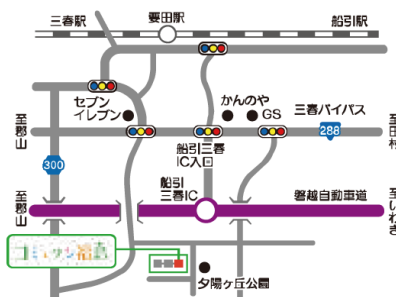 三春駅
要田駅
船引駅
セブン
イレブン
かんのや
GS
三春バイパス
288
至郡山
船引三春
IC入口
至田村
300
船引
三春IC
磐越自動車道
至郡山
至いわき
夕陽ヶ丘公園